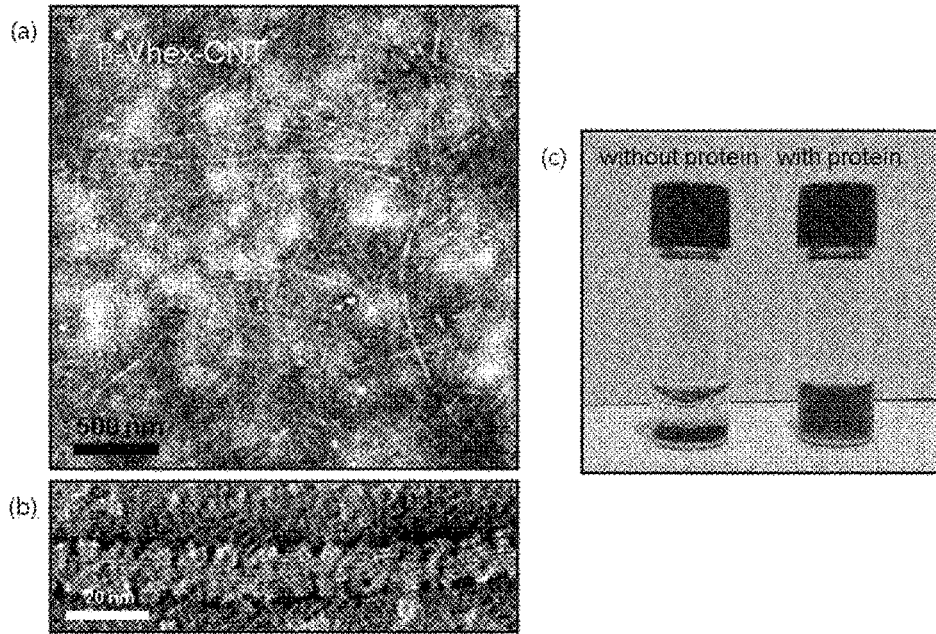 (a)
β-Vhex-CNT
500 nm
(b)
20 nm
(c)
without protein with protein